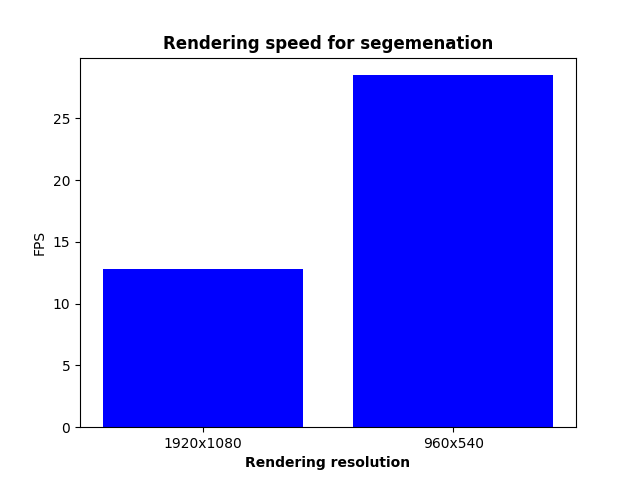 Rendering speed for segemenation
25
20
15
10
5
0
FPS
1920x1080 960x540
Rendering resolution